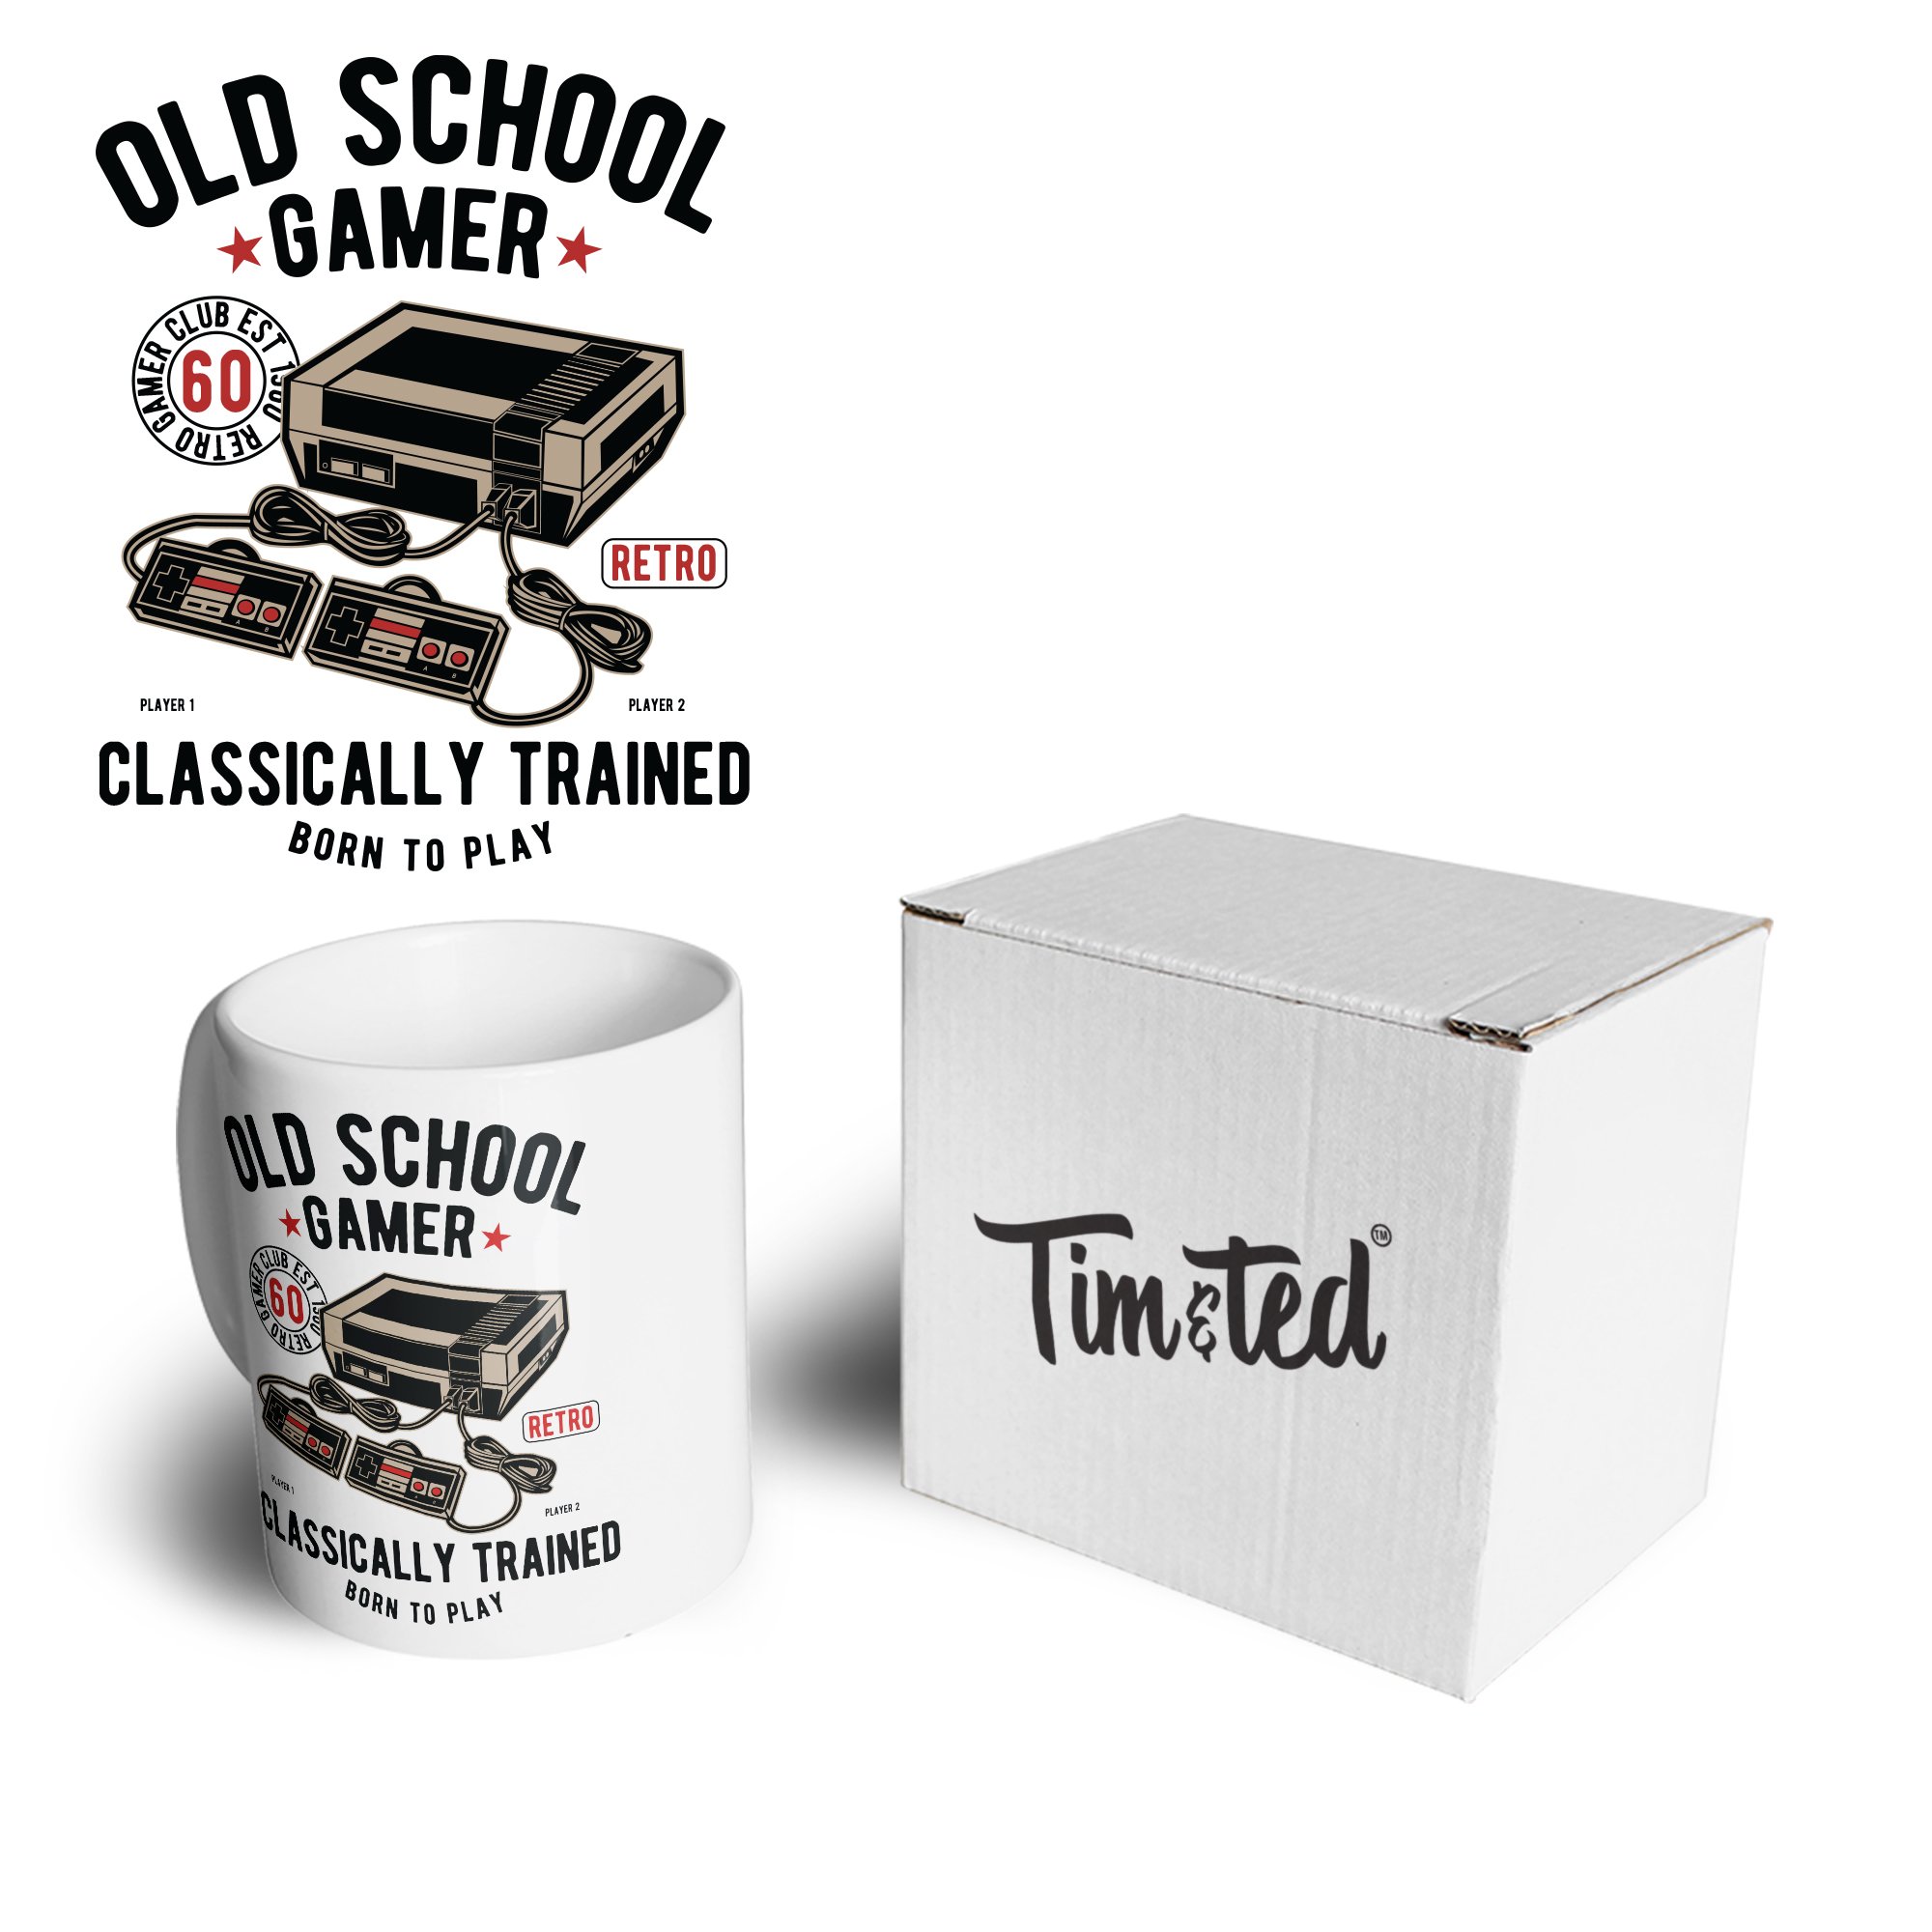 OLD SCHOOL
GAMER
RETRO GAMER CLUB EST
60
RETRO
A
B
A
B
PLAYER 1
PLAYER 2
CLASSICALLY TRAINED
BORN TO PLAY
OLD SCHOOL
GAMER
RETRO GAMER CLUB EST
60
RETRO
PLAYER 1
PLAYER 2
CLASSICALLY TRAINED
BORN TO PLAY
Tim & ted TM